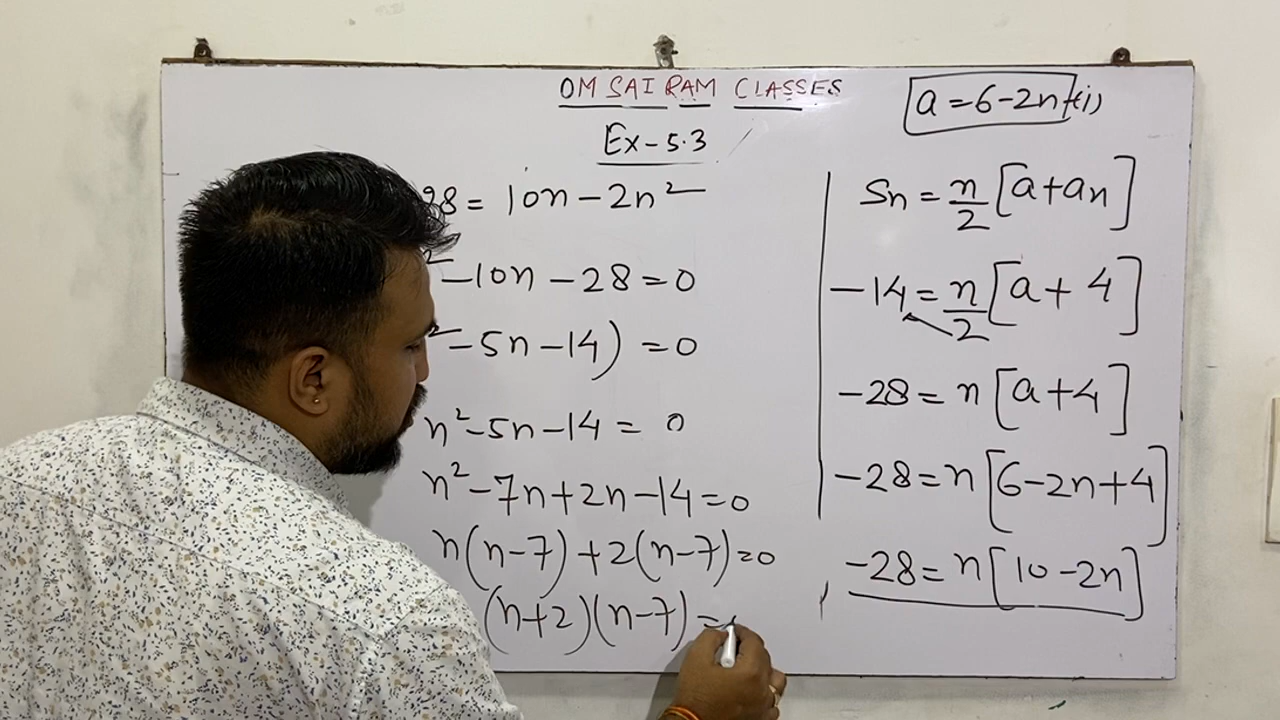 OM SAI RAM CLASSES
Ex-5.3
a=6-2n-(i)
28= 10n-2n²
²-10n-28=0
²-5n-14)=0
n²-5n-14= 0
n²-7n+2n-14=0
n(n-7)+2(n-7)=0
(n+2)(n-7)=
Sn=n/2[a+an]
-14=n/2[a+4]
-28=n[a+4]
-28=n[6-2n+4]
-28=n[10-2n]